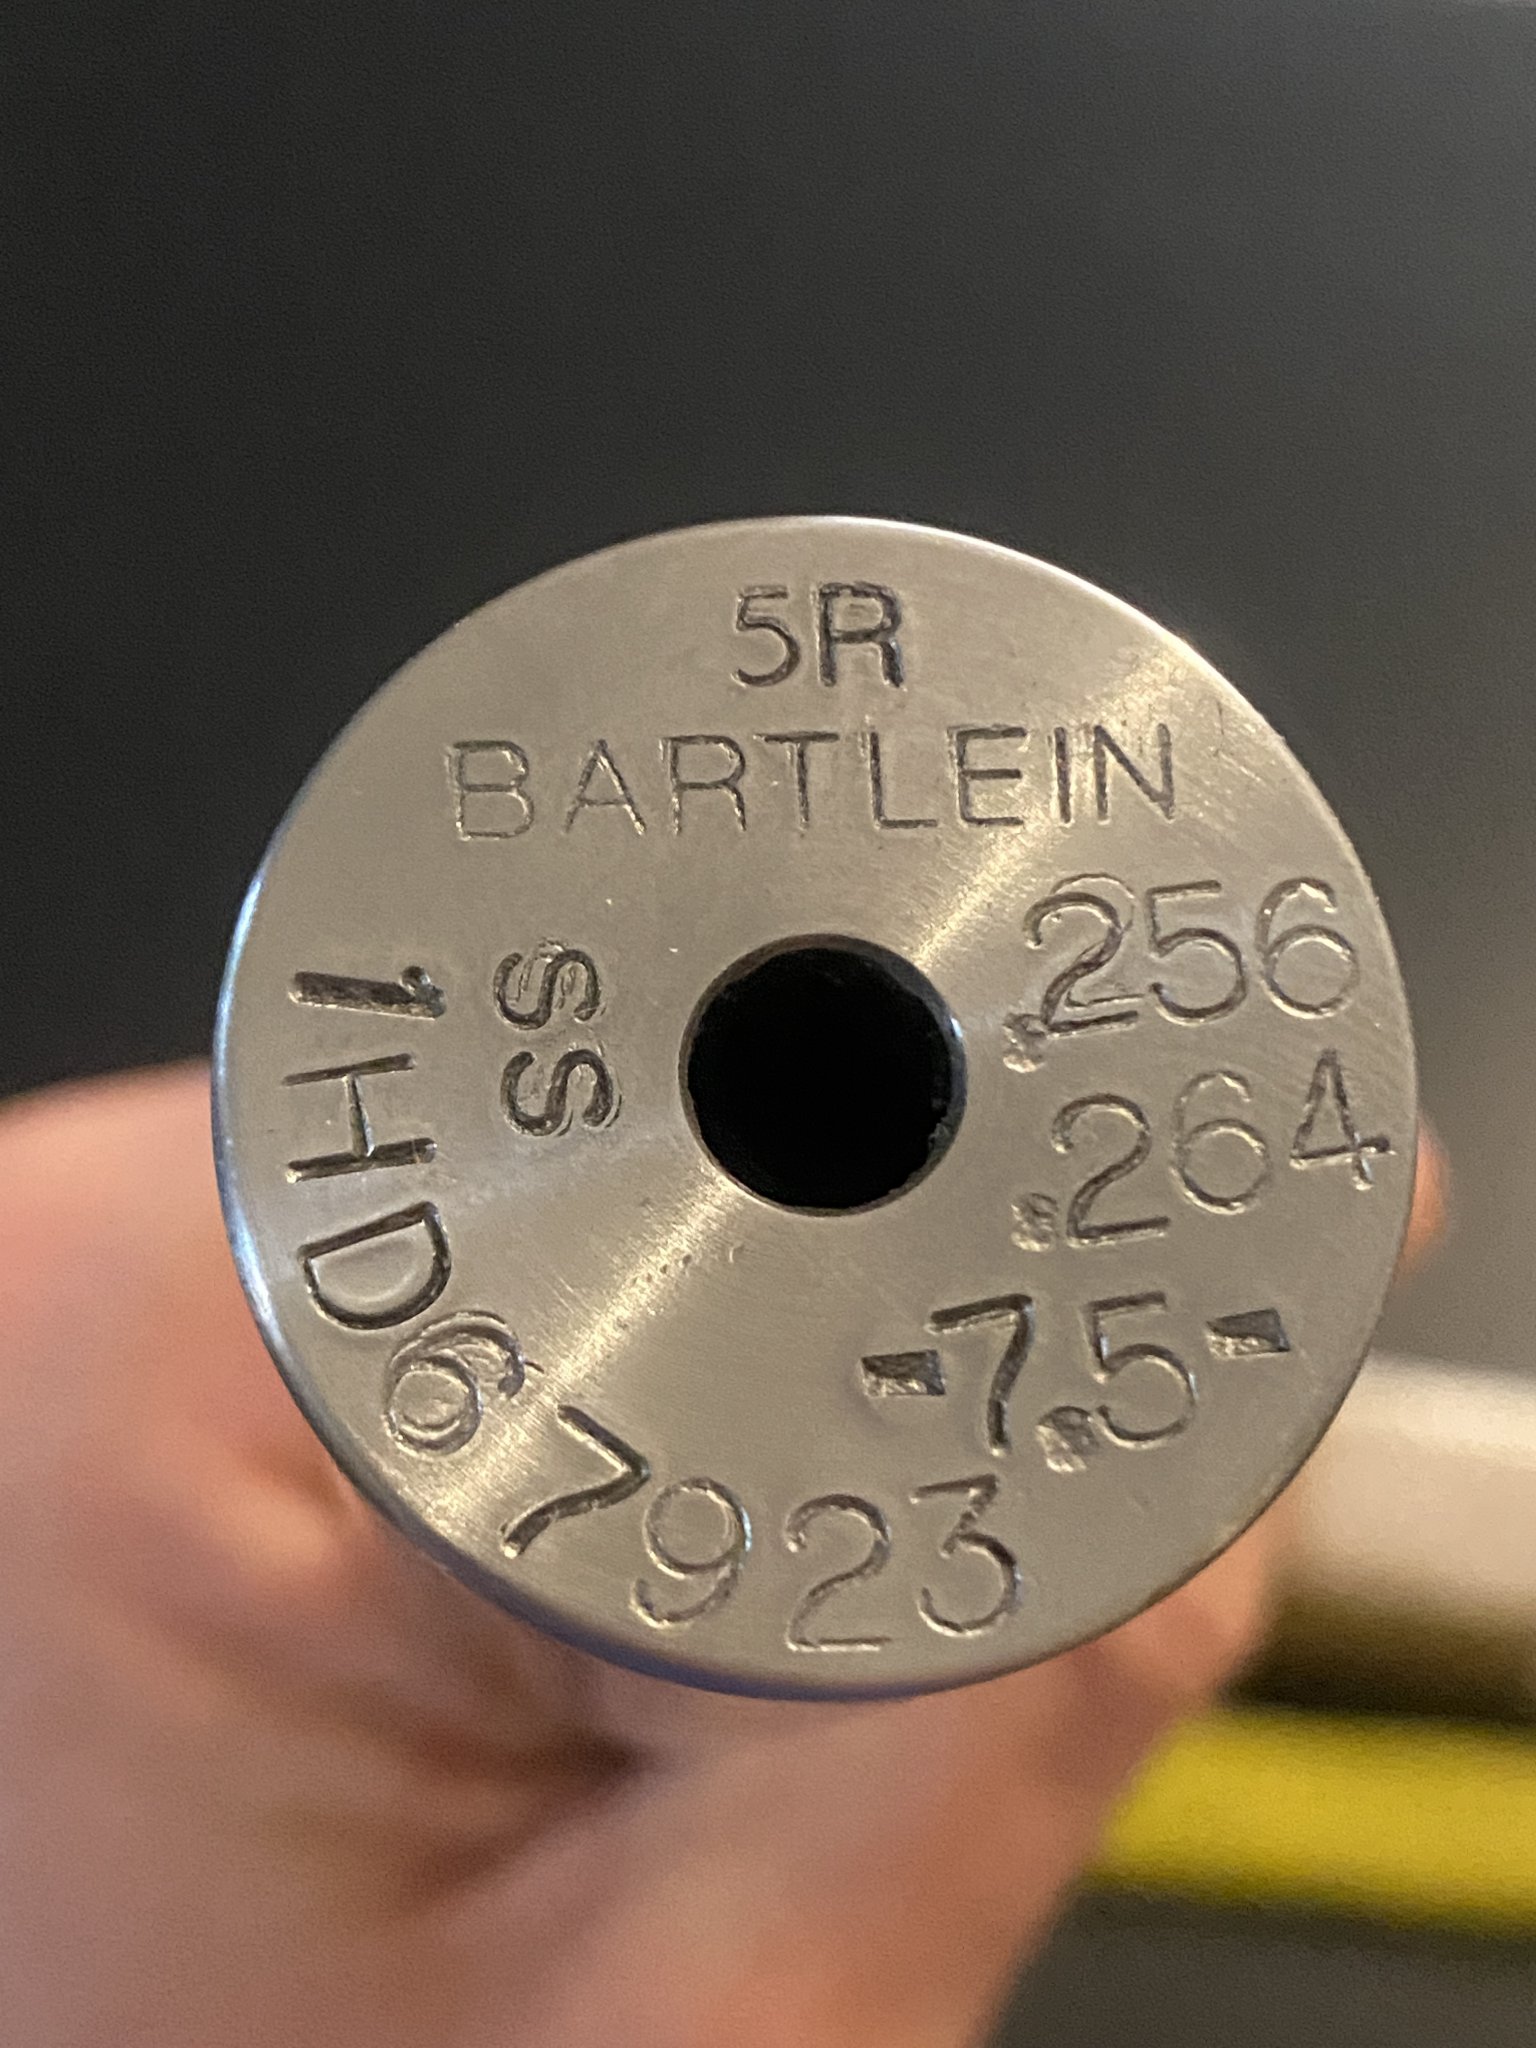 5R
BARTLEIN
.256
.264
-7.5-
SS
1HD67923